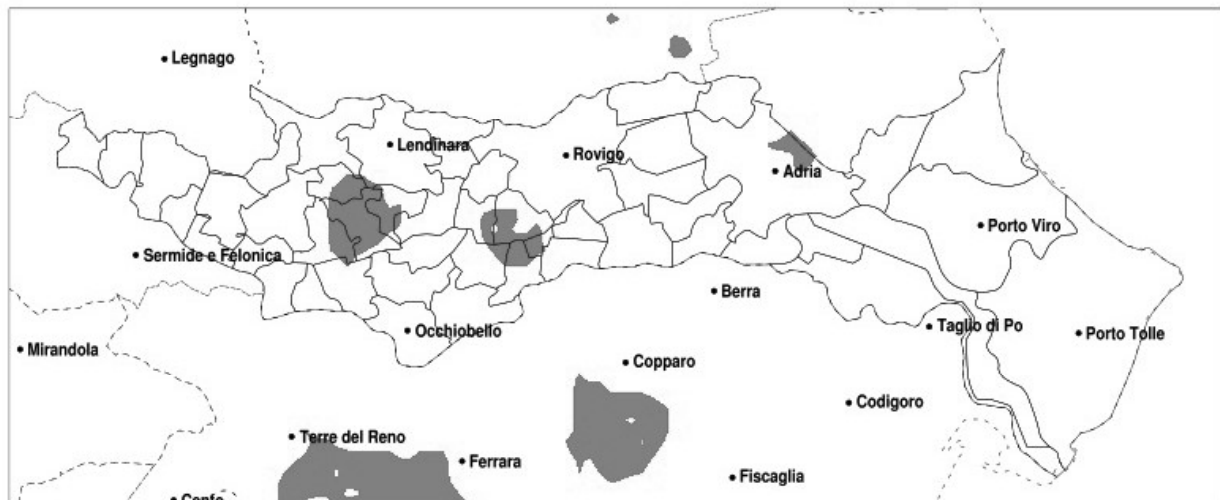 Legnago
Lendinara
Rovigo
Adria
Porto Viro
Sermide e Felonica
Berra
Taglio di Po
Porto Tolle
Occhiobello
Mirandola
Copparo
Codigoro
Terre del Reno
Ferrara
Fiscaglia